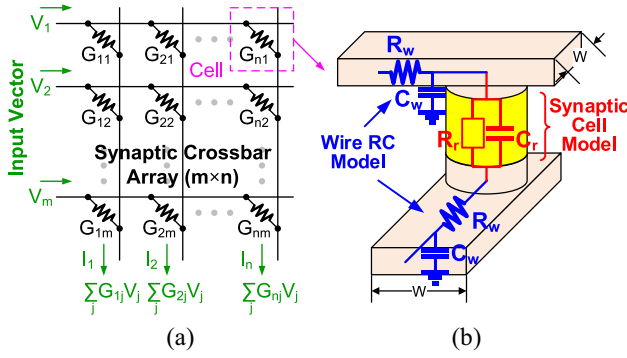 V1
G11 G21 Gn1
Cell
V2
G12 G22 Gn2
Input Vector
Synaptic Crossbar
Array (m×n)
Vm
G1m G2m Gnm
I1 I2 In
∑j G1jVj ∑j G2jVj ∑j GnjVj
(a)
Rw
W
Cw
Wire RC
Model
Rr Cr
Synaptic
Cell
Model
Rw
Cw
W
(b)